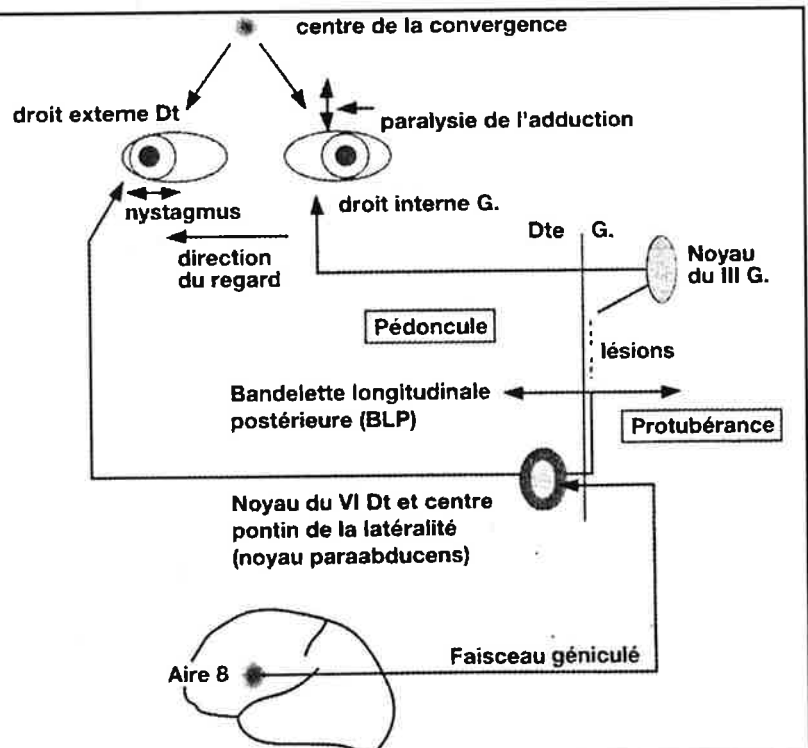 centre de la convergence
droit externe Dt
paralysie de l'adduction
nystagmus
droit interne G.
direction
du regard
Dte G.
Noyau
du III G.
Pédoncule
lésions
Bandelette longitudinale
postérieure (BLP)
Protubérance
Noyau du VI Dt et centre
pontin de la latéralité
(noyau paraabducens)
Faisceau géniculé
Aire 8